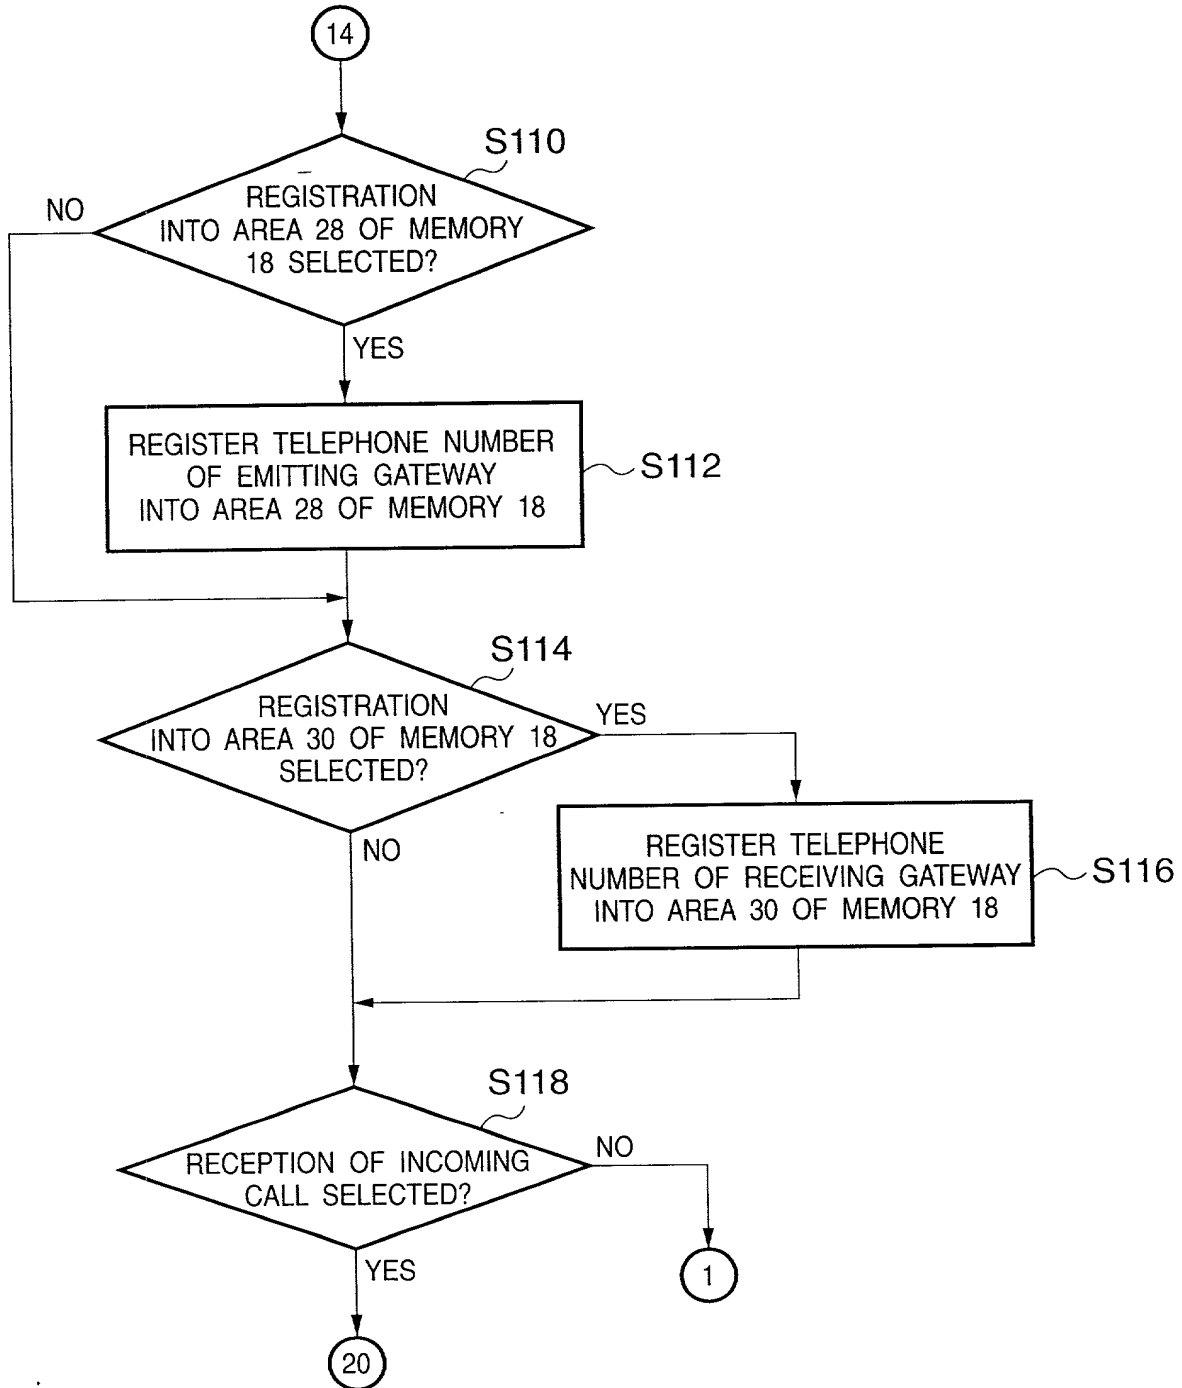 14
S110
REGISTRATION
INTO AREA 28 OF MEMORY
18 SELECTED?
NO
YES
REGISTER TELEPHONE NUMBER
OF EMITTING GATEWAY
INTO AREA 28 OF MEMORY 18
S112
S114
REGISTRATION
INTO AREA 30 OF MEMORY 18
SELECTED?
YES
NO
REGISTER TELEPHONE
NUMBER OF RECEIVING GATEWAY
INTO AREA 30 OF MEMORY 18
S116
S118
RECEPTION OF INCOMING
CALL SELECTED?
NO
YES
1
20